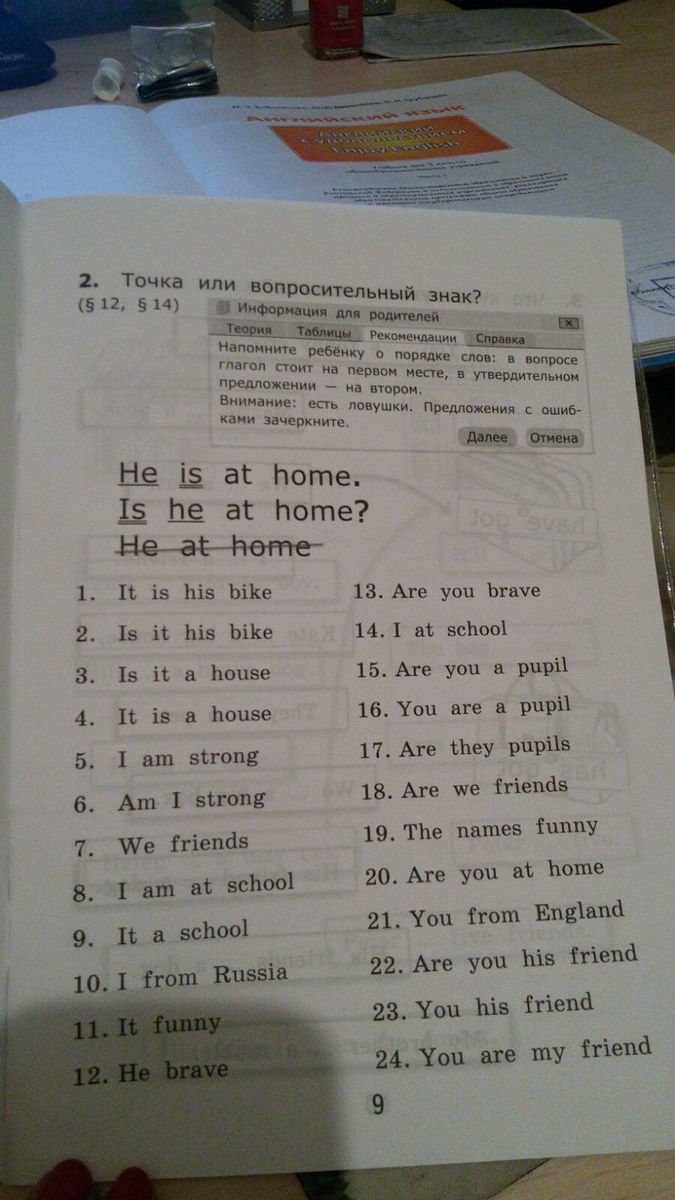 Английский язык
Английский
с удовольствием
Enjoy English
Часть 1
2. Точка или вопросительный знак?
(§ 12, § 14)
Информация для родителей
Теория Таблицы Рекомендации Справка
Напомните ребёнку о порядке слов: в вопросе
глагол стоит на первом месте, в утвердительном
предложении — на втором.
Внимание: есть ловушки. Предложения с ошиб-
ками зачеркните.
Далее Отмена
He is at home.
Is he at home?
He at home
1. It is his bike
2. Is it his bike
3. Is it a house
4. It is a house
5. I am strong
6. Am I strong
7. We friends
8. I am at school
9. It a school
10. I from Russia
11. It funny
12. He brave
13. Are you brave
14. I at school
15. Are you a pupil
16. You are a pupil
17. Are they pupils
18. Are we friends
19. The names funny
20. Are you at home
21. You from England
22. Are you his friend
23. You his friend
24. You are my friend
9